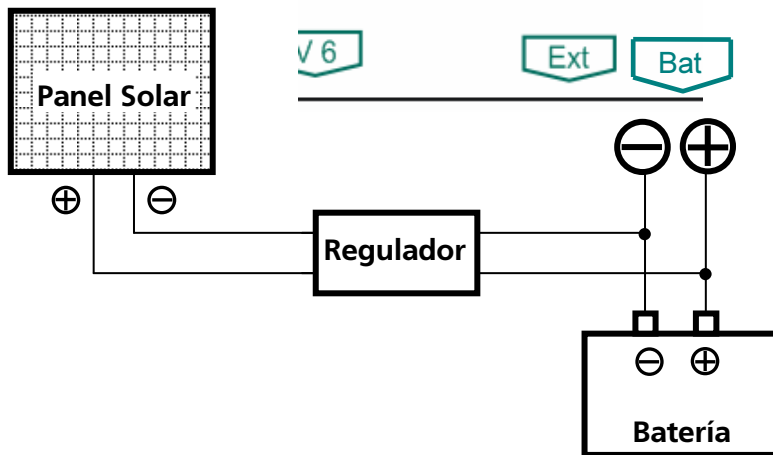 V 6
Ext
Bat
Panel Solar
⊕ ⊖
⊖ ⊕
Regulador
⊖ ⊕
Batería